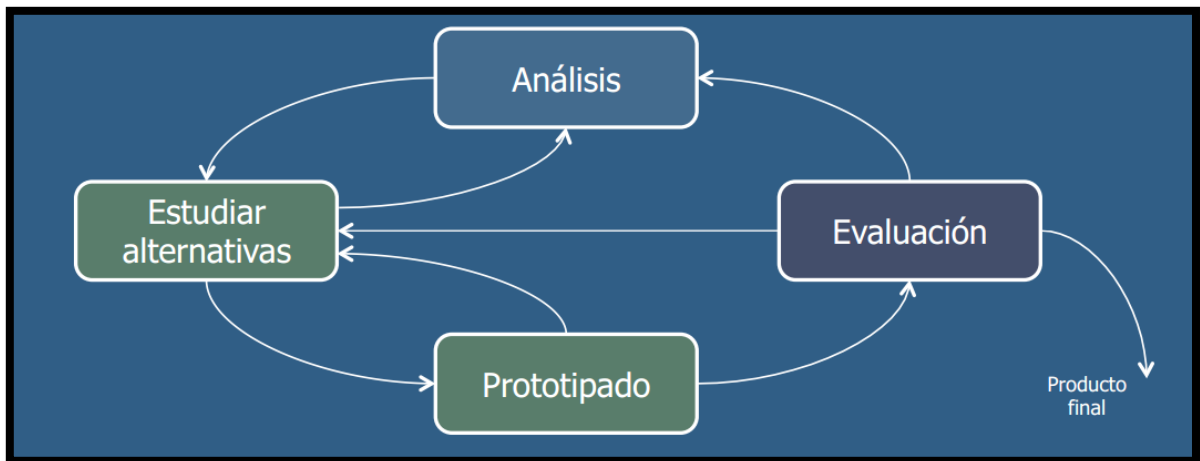 Análisis
Estudiar
alternativas
Evaluación
Prototipado
Producto
final